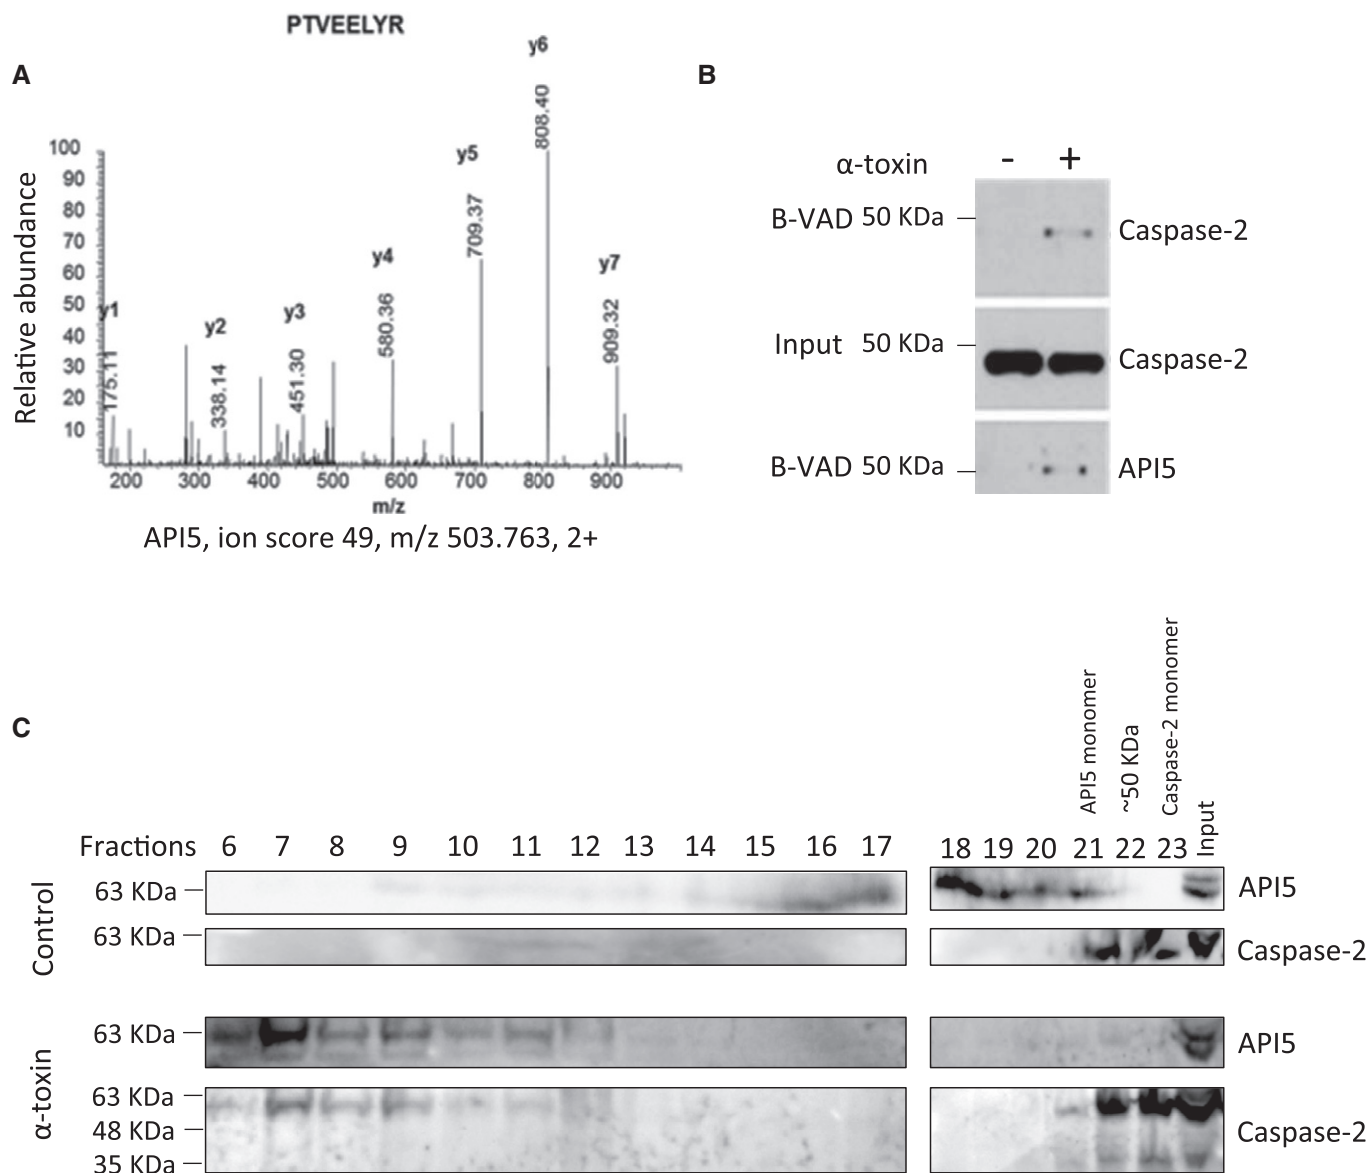 PTVEELYR
A
y6
808.40
y5
709.37
y4
580.36
y7
909.32
y3
451.30
y2
338.14
y1
175.11
Relative abundance
100
90
80
70
60
50
40
30
20
10
200 300 400 500 600 700 800 900
m/z
API5, ion score 49, m/z 503.763, 2+
B
α-toxin - +
B-VAD 50 KDa Caspase-2
Input 50 KDa Caspase-2
B-VAD 50 KDa API5
C
API5 monomer
~50 KDa
Caspase-2 monomer
Input
Fractions 6 7 8 9 10 11 12 13 14 15 16 17 18 19 20 21 22 23
Control
63 KDa API5
63 KDa Caspase-2
α-toxin
63 KDa API5
63 KDa
48 KDa Caspase-2
35 KDa